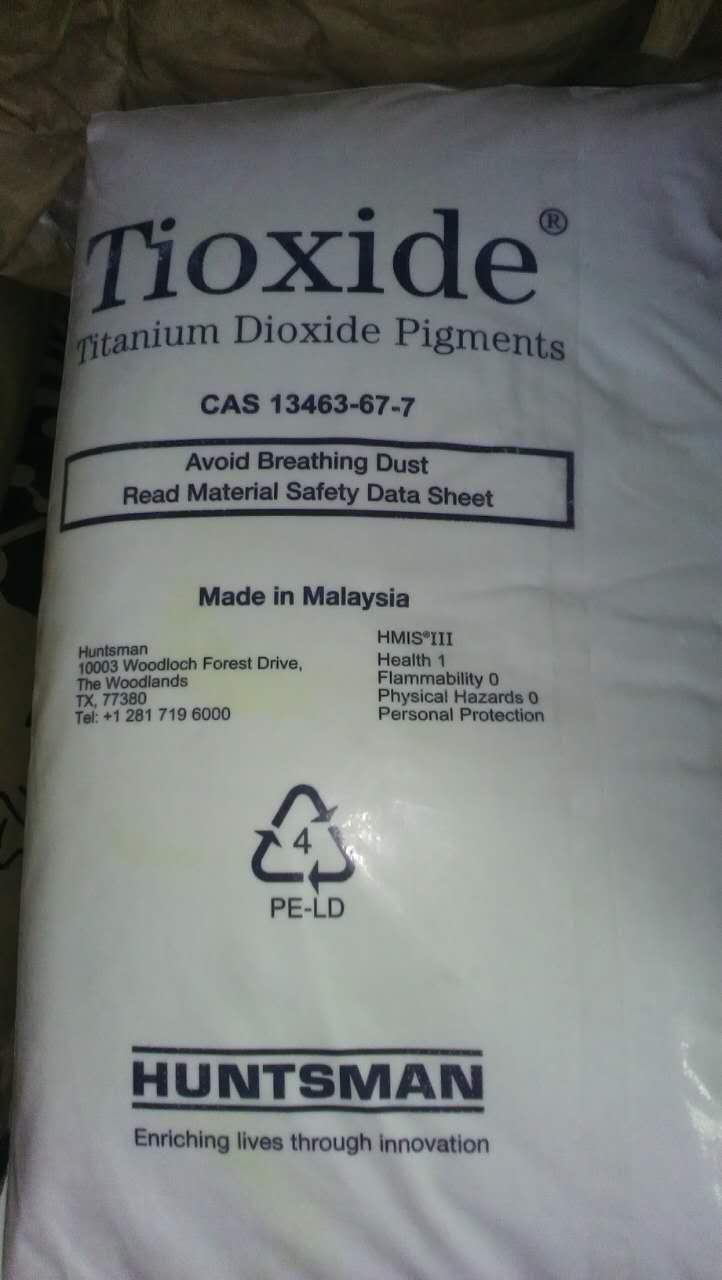 Tioxide®
Titanium Dioxide Pigments
CAS 13463-67-7
Avoid Breathing Dust
Read Material Safety Data Sheet
Made in Malaysia
Huntsman
10003 Woodloch Forest Drive,
The Woodlands
TX, 77380
Tel: +1 281 719 6000
HMIS®III
Health 1
Flammability 0
Physical Hazards 0
Personal Protection
4
PE-LD
HUNTSMAN
Enriching lives through innovation